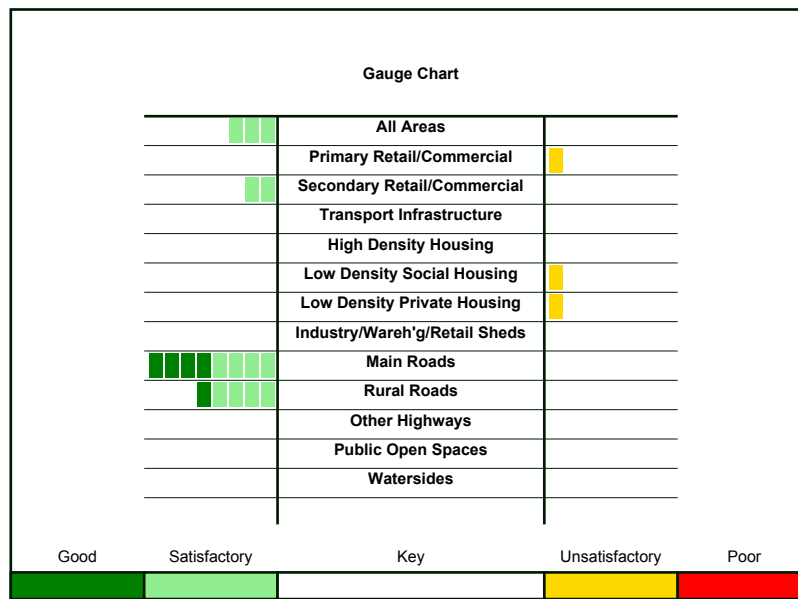 Gauge Chart
All Areas
Primary Retail/Commercial
Secondary Retail/Commercial
Transport Infrastructure
High Density Housing
Low Density Social Housing
Low Density Private Housing
Industry/Wareh'g/Retail Sheds
Main Roads
Rural Roads
Other Highways
Public Open Spaces
Watersides
Good Satisfactory Key Unsatisfactory Poor